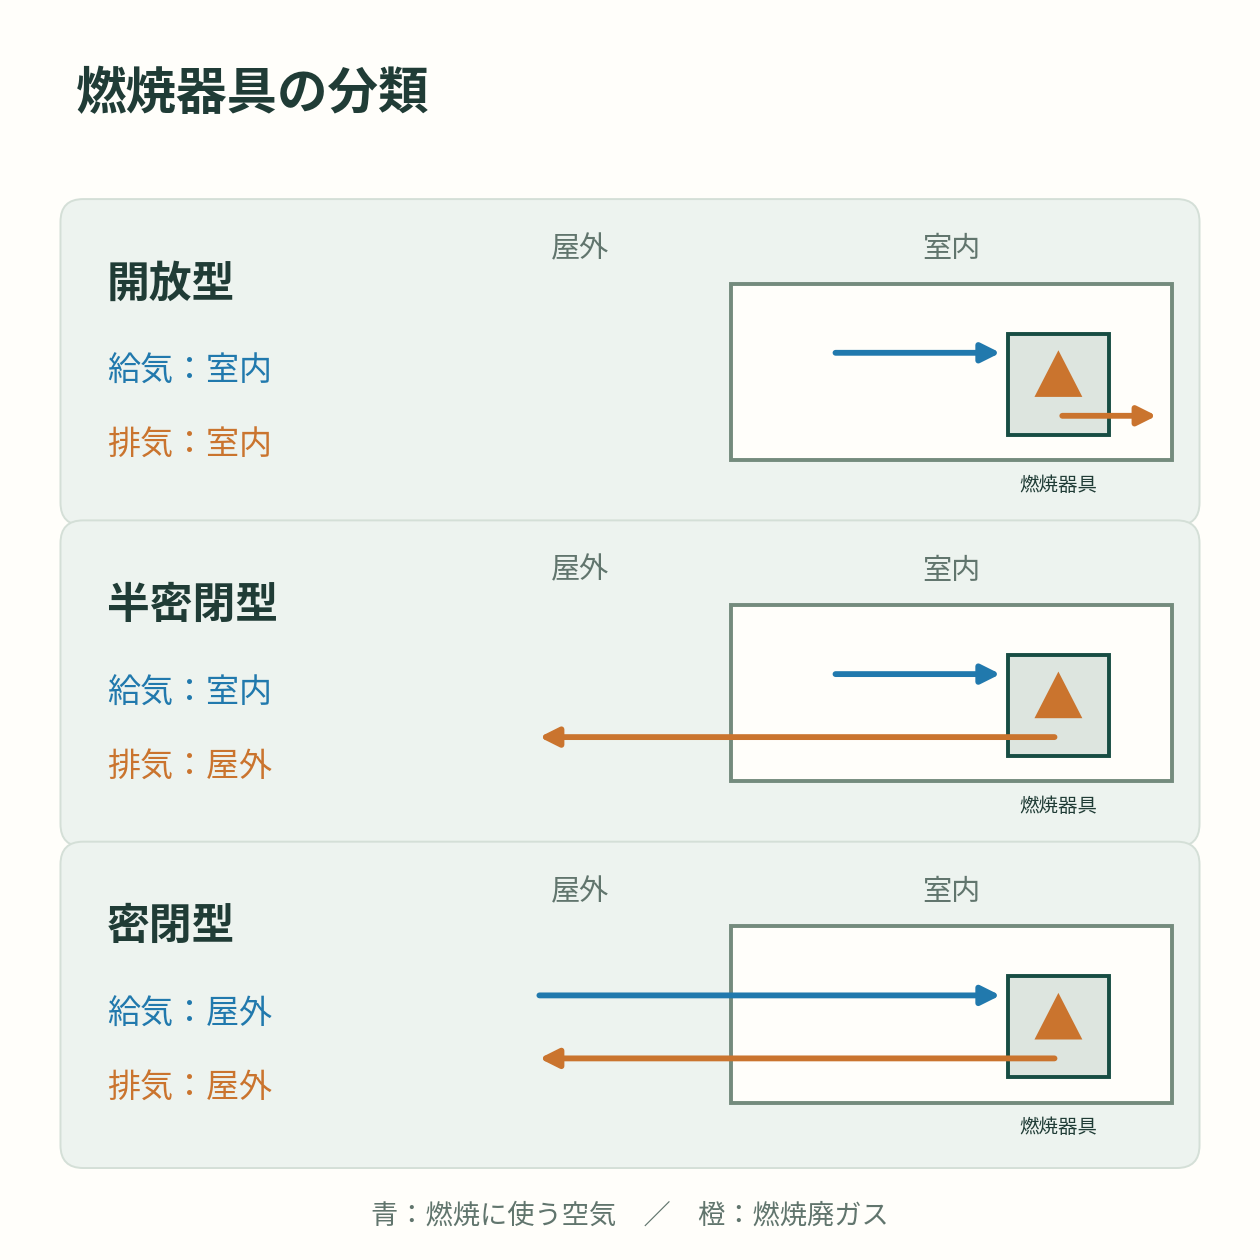 燃焼器具の分類
開放型
給気：室内
排気：室内
屋外
室内
燃焼器具
半密閉型
給気：室内
排気：屋外
屋外
室内
燃焼器具
密閉型
給気：屋外
排気：屋外
屋外
室内
燃焼器具
青：燃焼に使う空気　／　橙：燃焼廃ガス